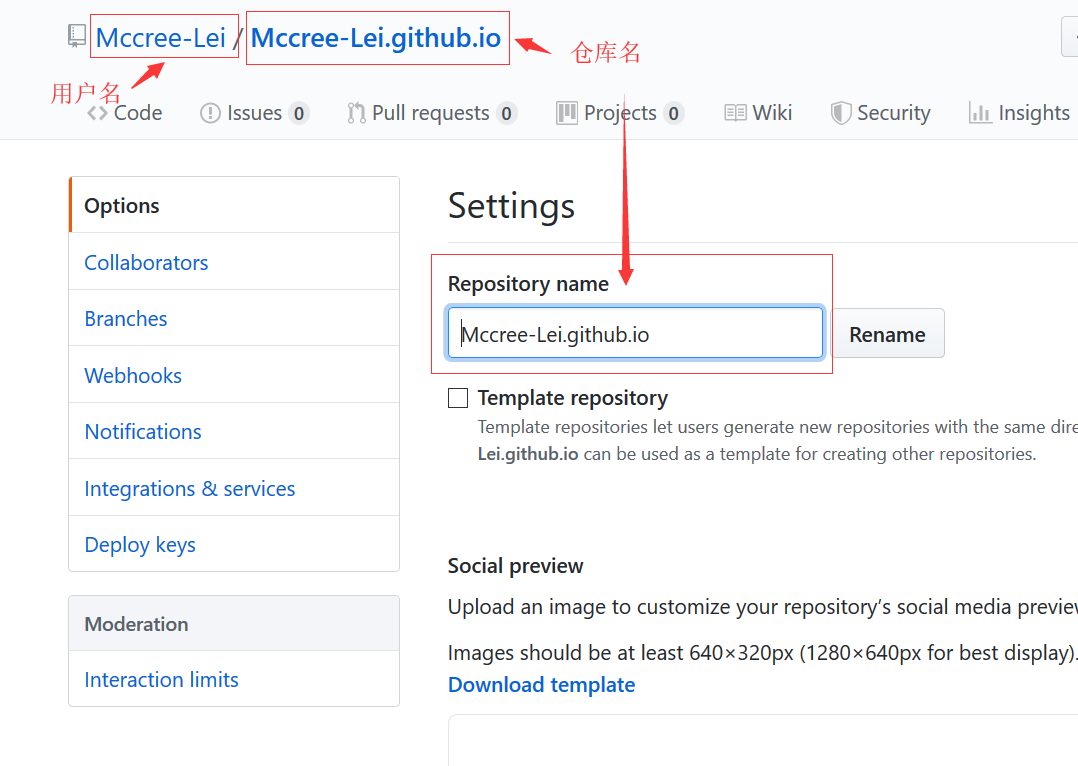 Mccree-Lei / Mccree-Lei.github.io
仓库名
用户名
Code Issues 0 Pull requests 0 Projects 0 Wiki Security Insights
Options
Collaborators
Branches
Webhooks
Notifications
Integrations & services
Deploy keys
Moderation
Interaction limits
Settings
Repository name
Mccree-Lei.github.io
Rename
Template repository
Template repositories let users generate new repositories with the same dire
Lei.github.io can be used as a template for creating other repositories.
Social preview
Upload an image to customize your repository's social media preview
Images should be at least 640×320px (1280×640px for best display).
Download template